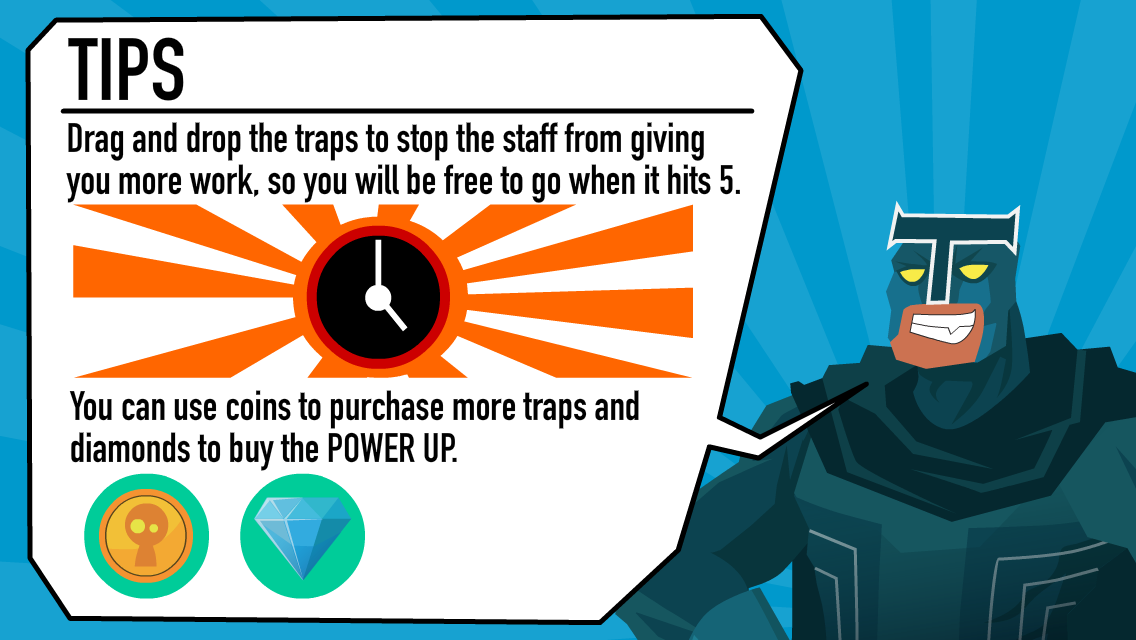 TIPS
Drag and drop the traps to stop the staff from giving
you more work, so you will be free to go when it hits 5.
You can use coins to purchase more traps and
diamonds to buy the POWER UP.
T